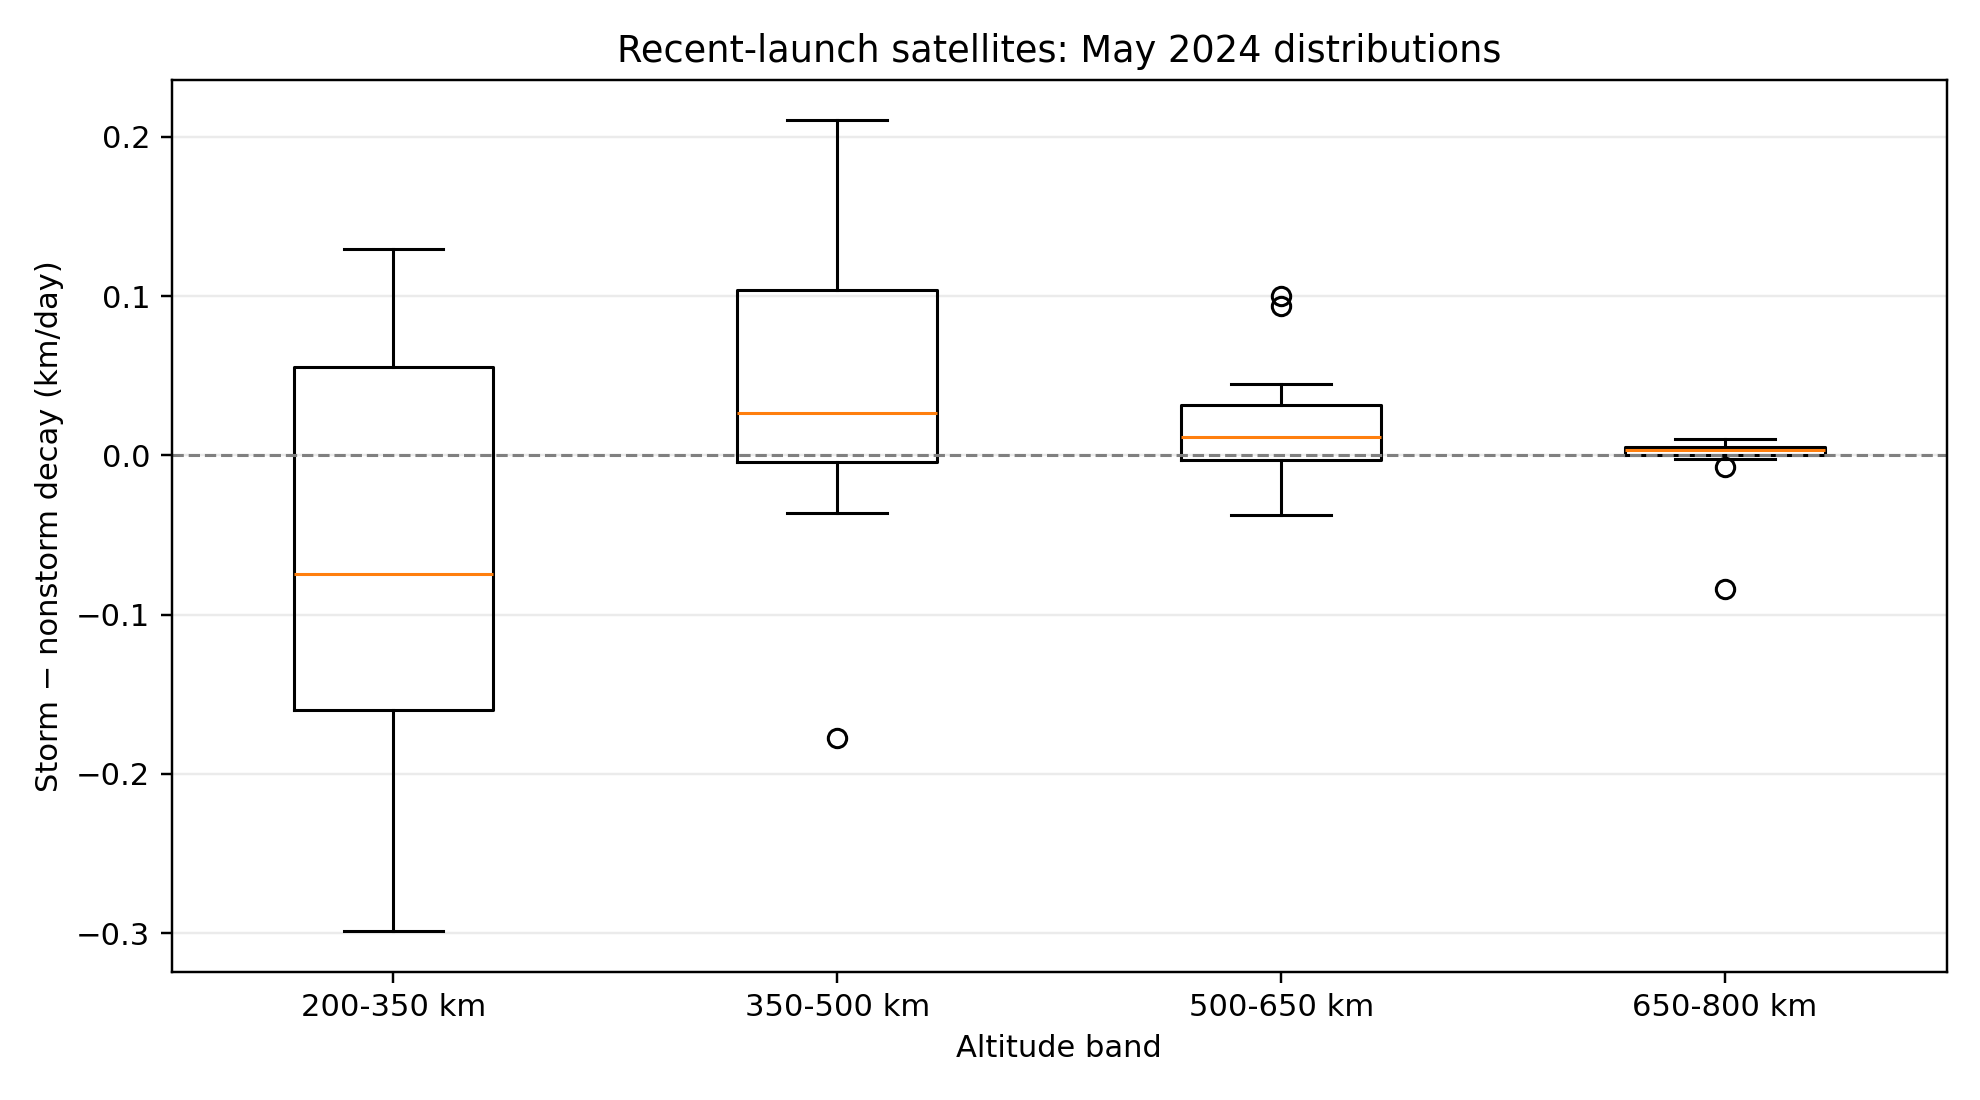 Recent-launch satellites: May 2024 distributions
Storm − nonstorm decay (km/day)
0.2
0.1
0.0
−0.1
−0.2
−0.3
200-350 km
350-500 km
500-650 km
650-800 km
Altitude band